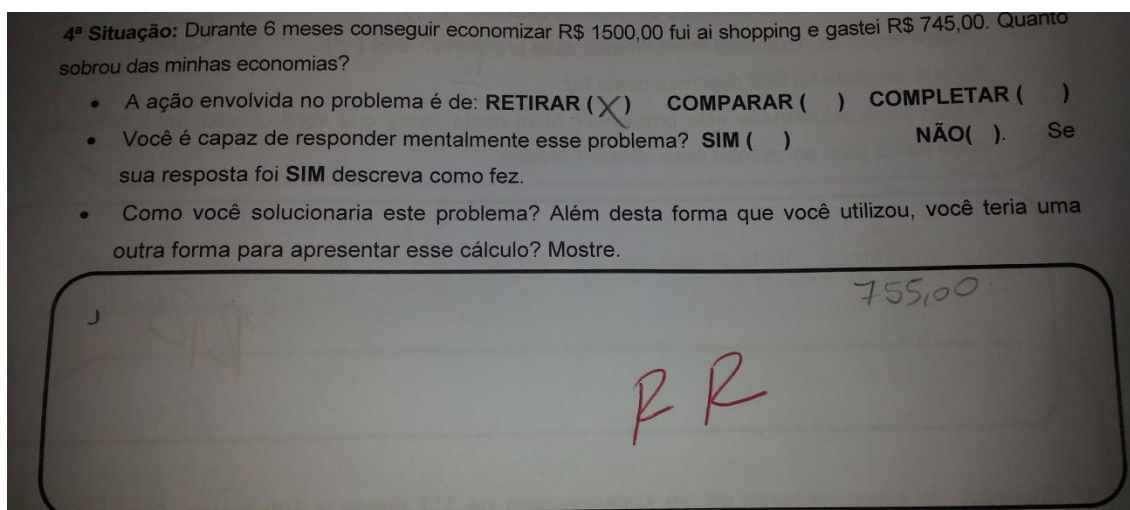 4ª Situação: Durante 6 meses conseguir economizar R$ 1500,00 fui ai shopping e gastei R$ 745,00. Quanto
sobrou das minhas economias?
• A ação envolvida no problema é de: RETIRAR (X) COMPARAR ( ) COMPLETAR ( )
• Você é capaz de responder mentalmente esse problema? SIM ( ) NÃO( ). Se
sua resposta foi SIM descreva como fez.
• Como você solucionaria este problema? Além desta forma que você utilizou, você teria uma
outra forma para apresentar esse cálculo? Mostre.
755,00
RR